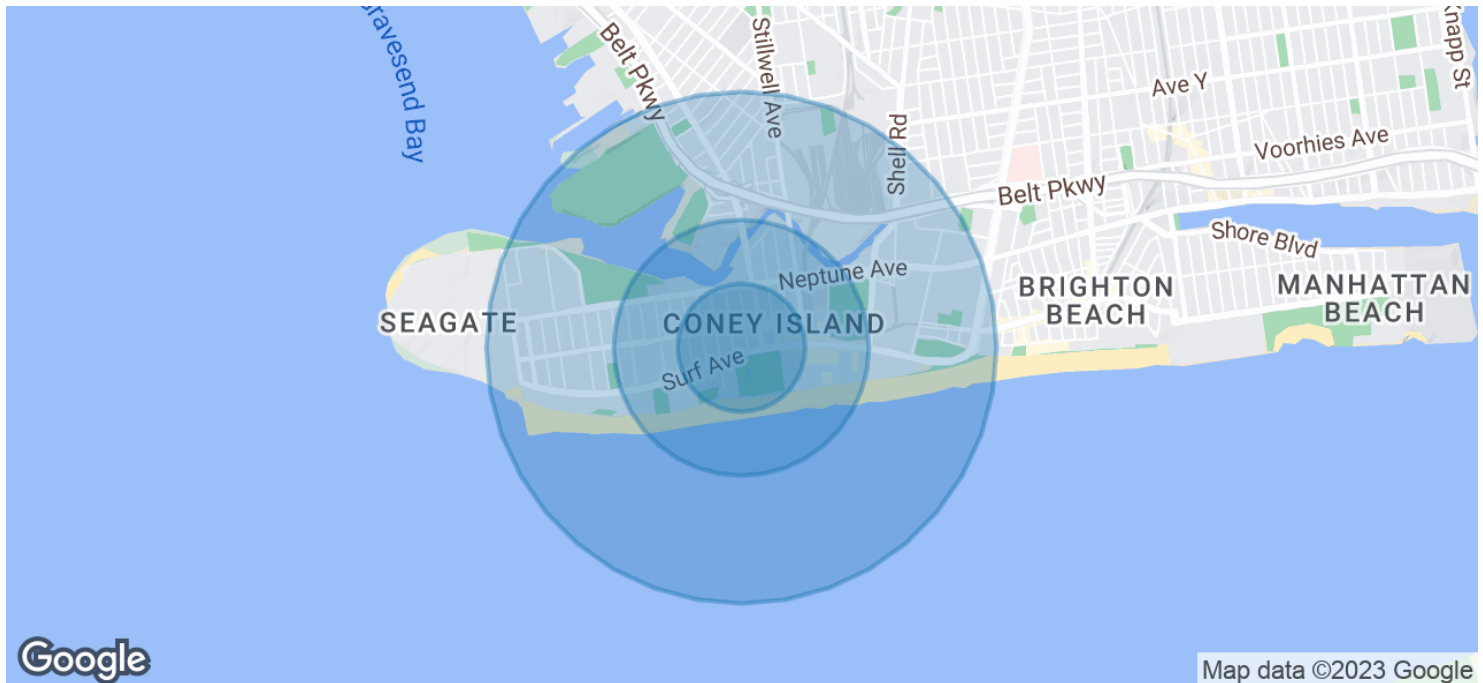 Gravesend Bay
Belt Pkwy
Stillwell Ave
Shell Rd
Ave Y
Knapp St
Voorhies Ave
Belt Pkwy
Shore Blvd
Neptune Ave
BRIGHTON
BEACH
MANHATTAN
BEACH
SEAGATE
CONEY ISLAND
Surf Ave
Google
Map data ©2023 Google